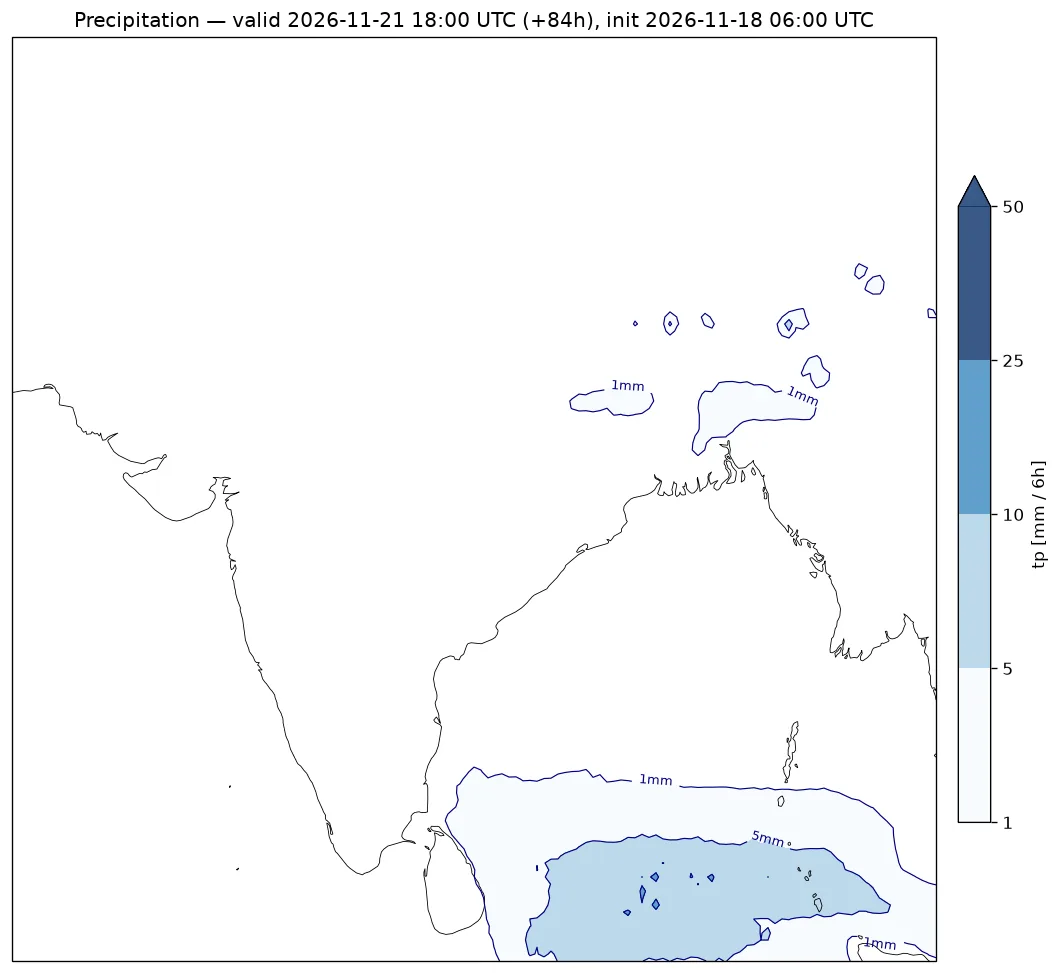 Precipitation — valid 2026-11-21 18:00 UTC (+84h), init 2026-11-18 06:00 UTC
50
25
10
5
1
tp [mm / 6h]
1mm
1mm
1mm
5mm
1mm